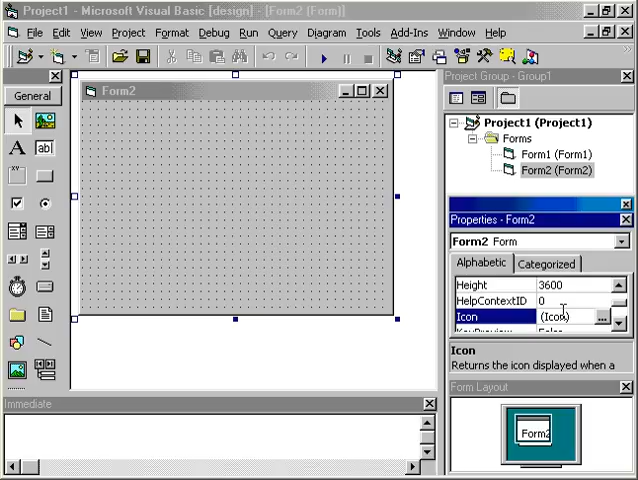 Project1 - Microsoft Visual Basic [design] - [Form2 (Form)]
File Edit View Project Format Debug Run Query Diagram Tools Add-Ins Window Help
Project Group - Group1
General
Form2
Project1 (Project1)
Forms
Form1 (Form1)
Form2 (Form2)
A
ab|
xv
Properties - Form2
Form2 Form
Alphabetic Categorized
Height 3600
HelpContextID 0
Icon (Icon) ...
Icon
Returns the icon displayed when a
Form Layout
Form2
Immediate